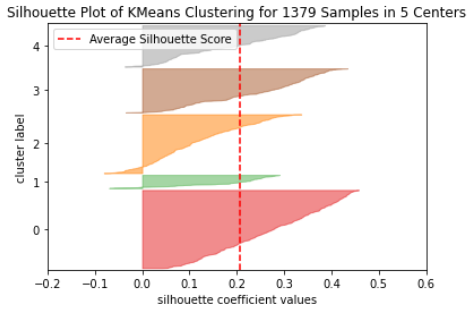 Silhouette Plot of KMeans Clustering for 1379 Samples in 5 Centers
Average Silhouette Score
4
3
2
1
0
cluster label
-0.2 -0.1 0.0 0.1 0.2 0.3 0.4 0.5 0.6
silhouette coefficient values